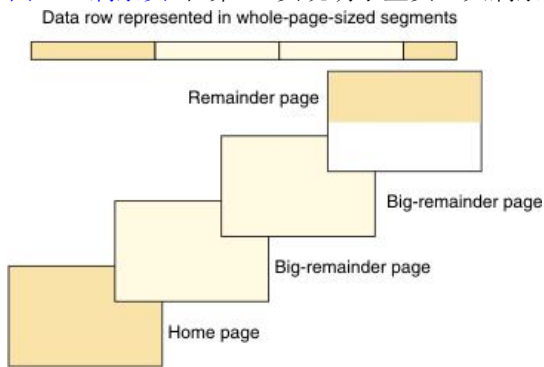 Data row represented in whole-page-sized segments
Remainder page
Big-remainder page
Big-remainder page
Home page